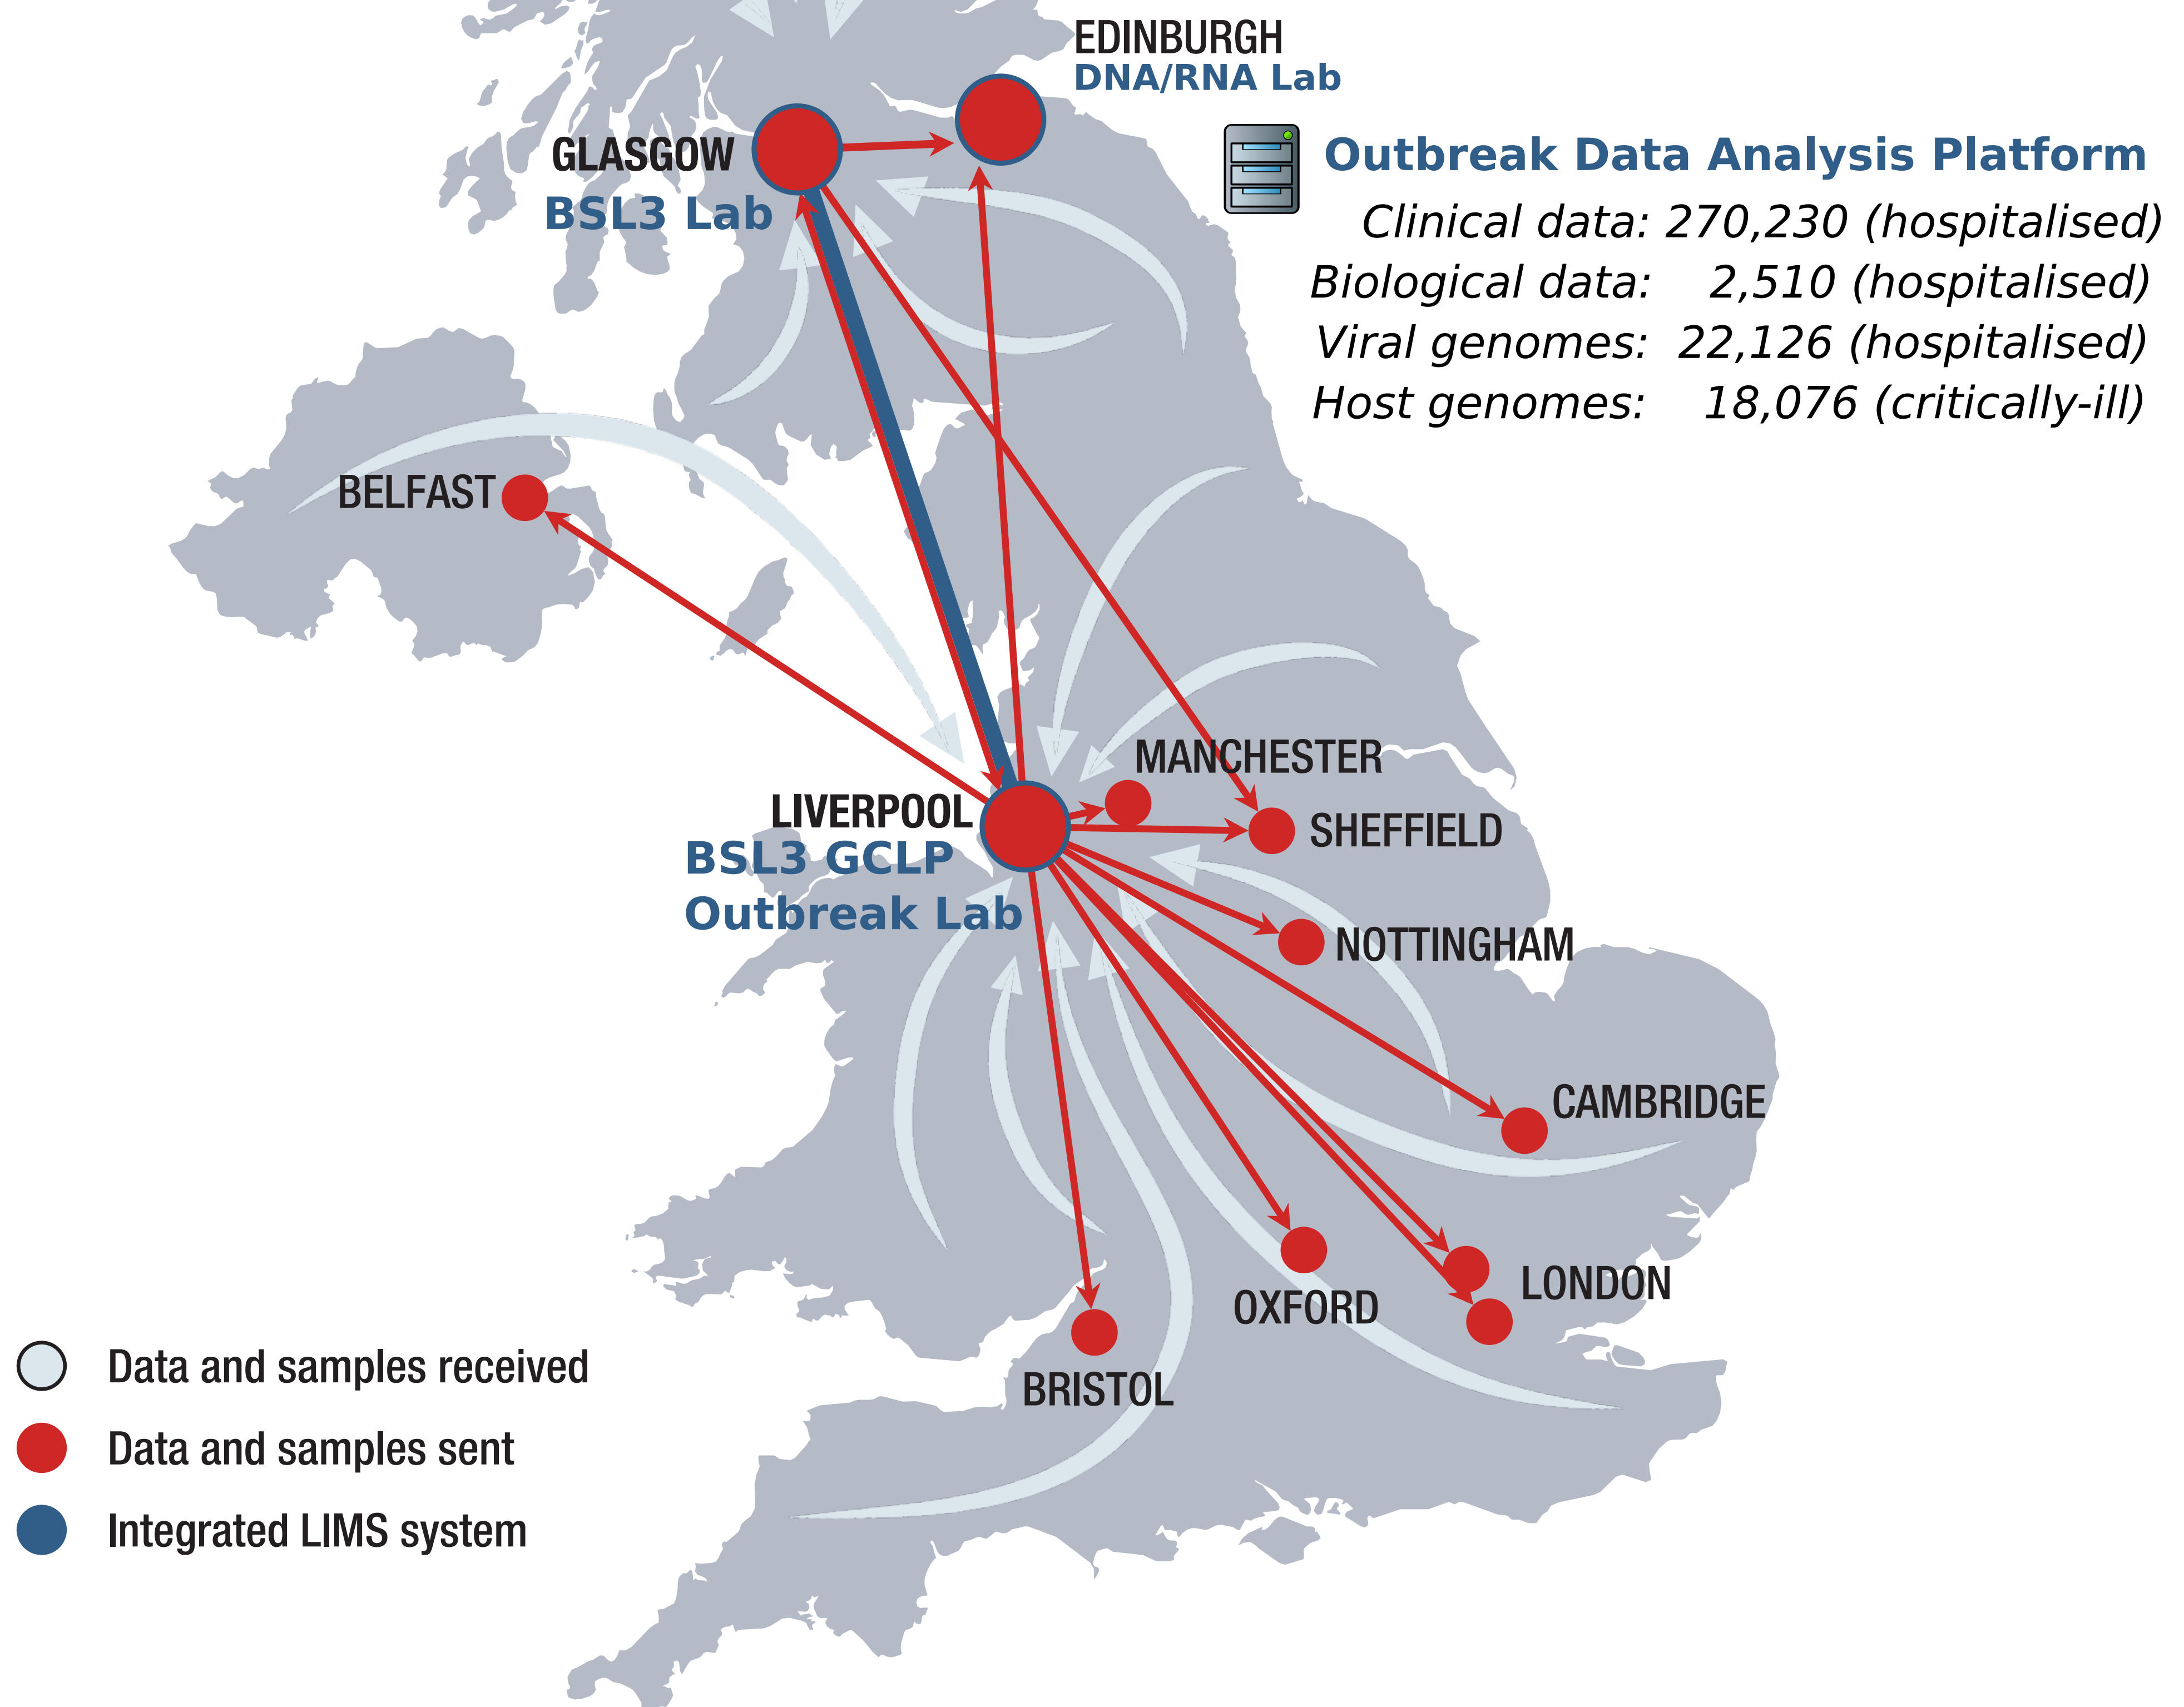 EDINBURGH
DNA/RNA Lab
GLASGOW
BSL3 Lab
Outbreak Data Analysis Platform
Clinical data: 270,230 (hospitalised)
Biological data: 2,510 (hospitalised)
Viral genomes: 22,126 (hospitalised)
Host genomes: 18,076 (critically-ill)
BELFAST
MANCHESTER
LIVERPOOL
BSL3 GCLP
Outbreak Lab
SHEFFIELD
NOTTINGHAM
CAMBRIDGE
LONDON
OXFORD
BRISTOL
Data and samples received
Data and samples sent
Integrated LIMS system